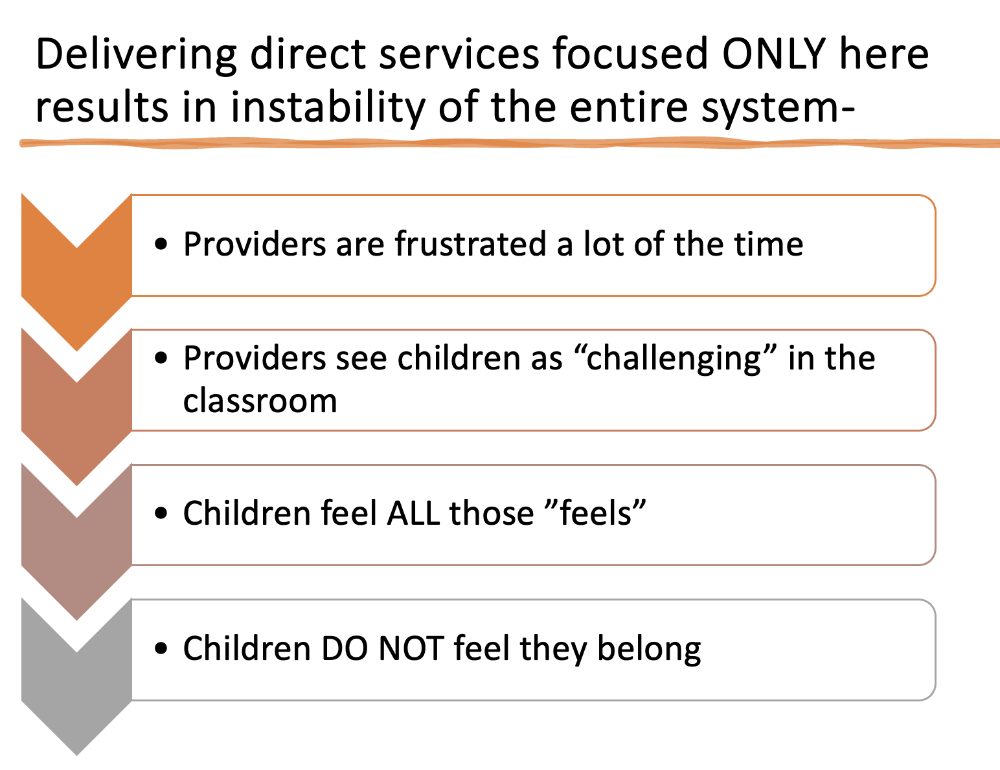 Delivering direct services focused ONLY here
results in instability of the entire system-
• Providers are frustrated a lot of the time
• Providers see children as “challenging” in the
classroom
• Children feel ALL those ”feels”
• Children DO NOT feel they belong